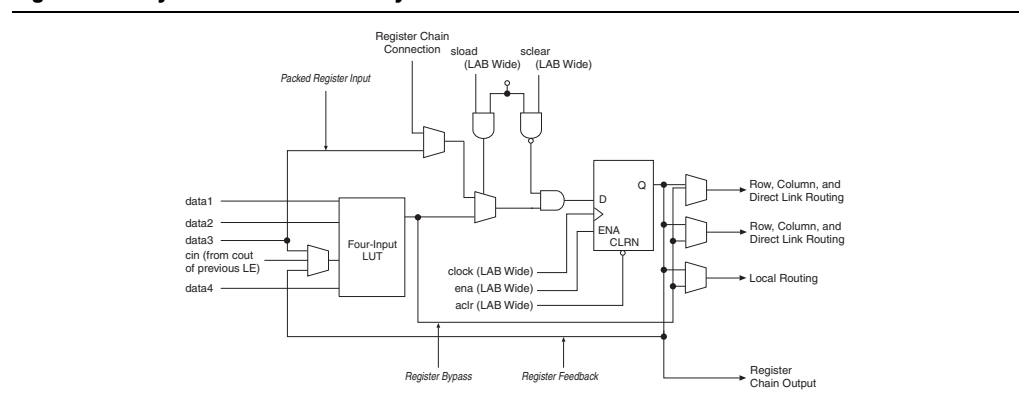 Register Chain
Connection
sload
(LAB Wide)
sclear
(LAB Wide)
Packed Register Input
data1
data2
data3
cin (from cout
of previous LE)
data4
Four-Input
LUT
Q
D
ENA
CLRN
clock (LAB Wide)
ena (LAB Wide)
aclr (LAB Wide)
Row, Column, and
Direct Link Routing
Row, Column, and
Direct Link Routing
Local Routing
Register Bypass
Register Feedback
Register
Chain Output